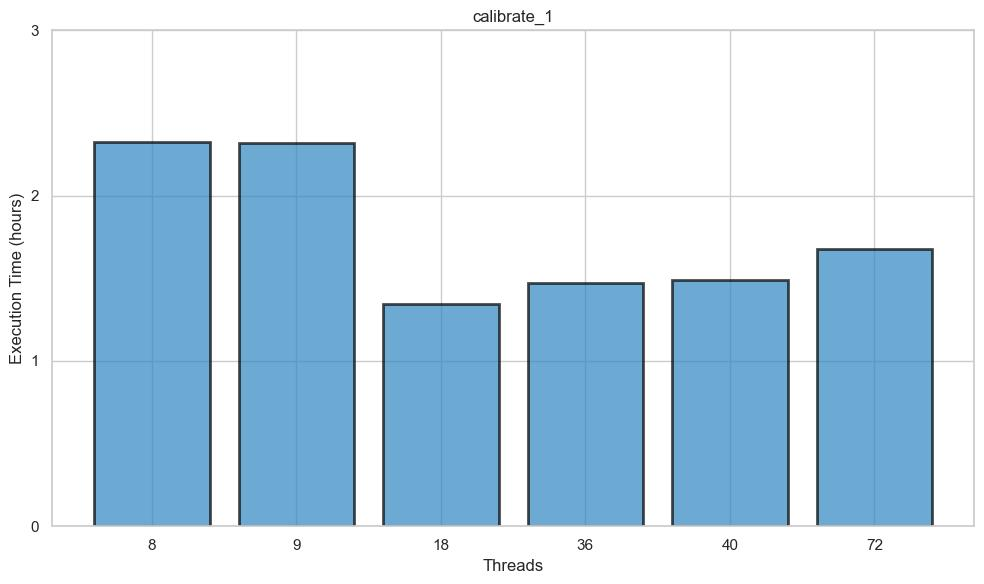 calibrate_1
Execution Time (hours)
3
2
1
0
8 9 18 36 40 72
Threads